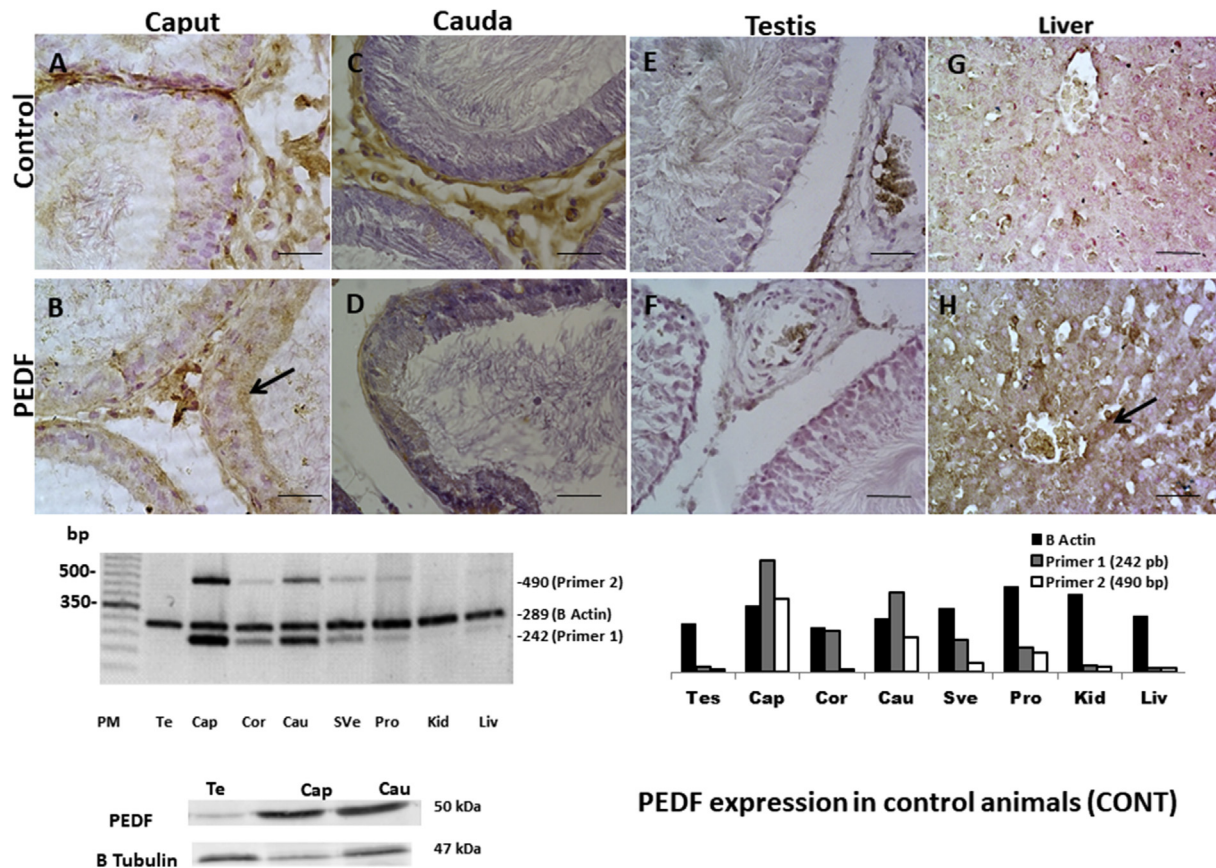 Caput Cauda Testis Liver
Control
A C E G
PEDF
B D F H
bp
500-
350-
-490 (Primer 2)
-289 (B Actin)
-242 (Primer 1)
PM Te Cap Cor Cau SVe Pro Kid Liv
B Actin
Primer 1 (242 pb)
Primer 2 (490 bp)
Tes Cap Cor Cau Sve Pro Kid Liv
Te Cap Cau
PEDF 50 kDa
B Tubulin 47 kDa
PEDF expression in control animals (CONT)